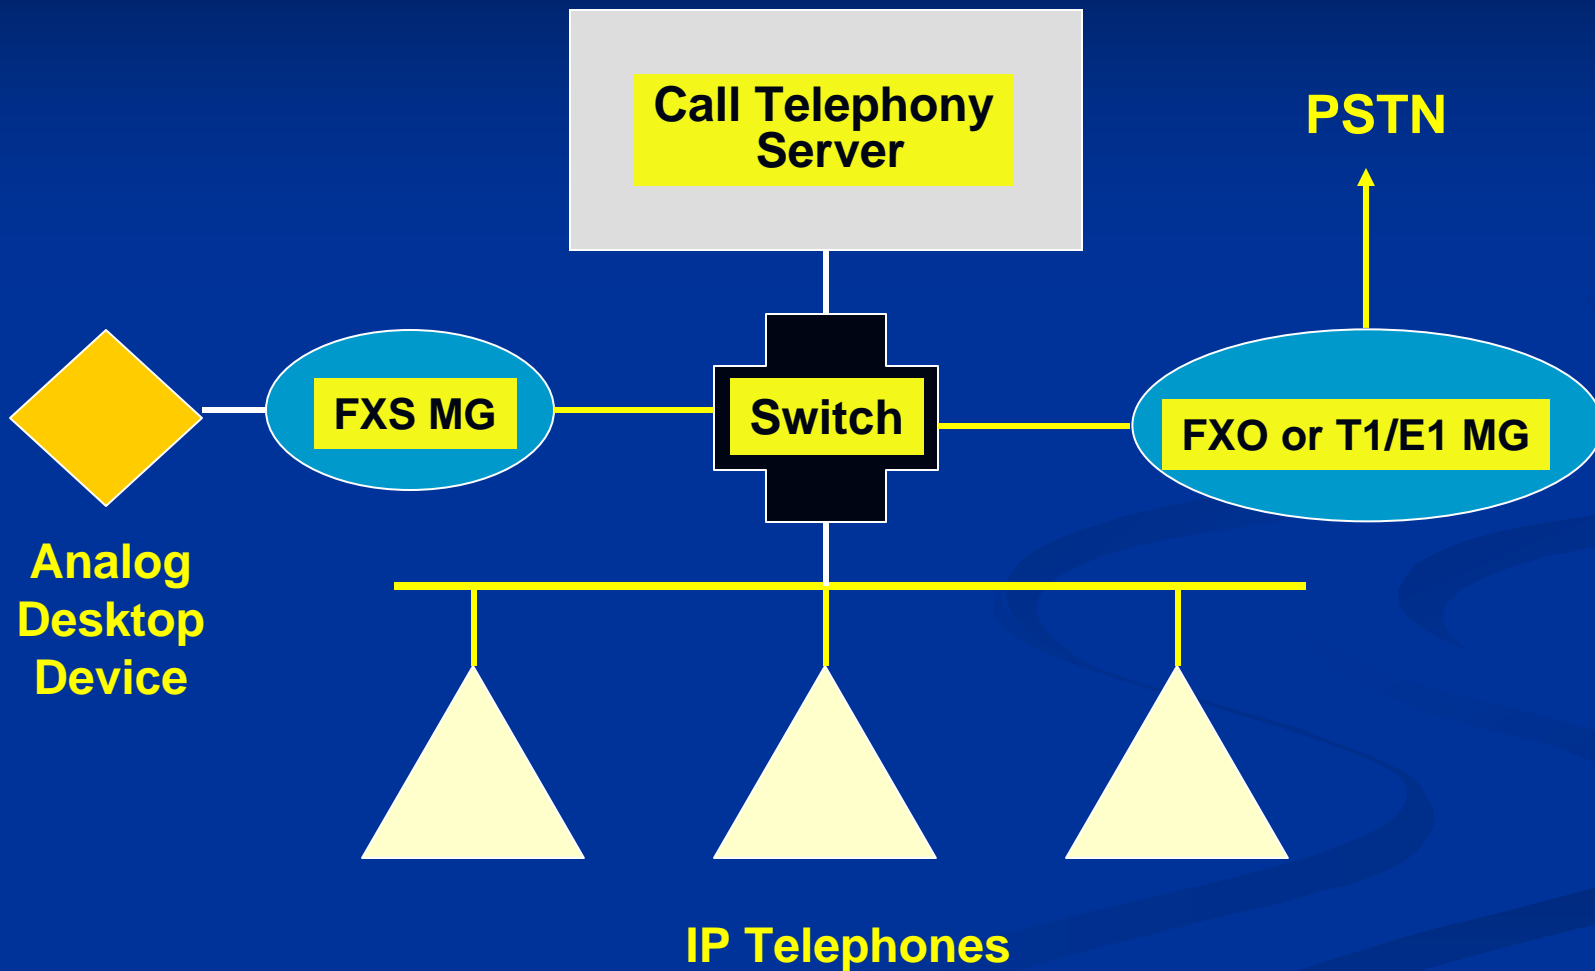 Call Telephony
Server
PSTN
FXS MG
Switch
FXO or T1/E1 MG
Analog
Desktop
Device
IP Telephones